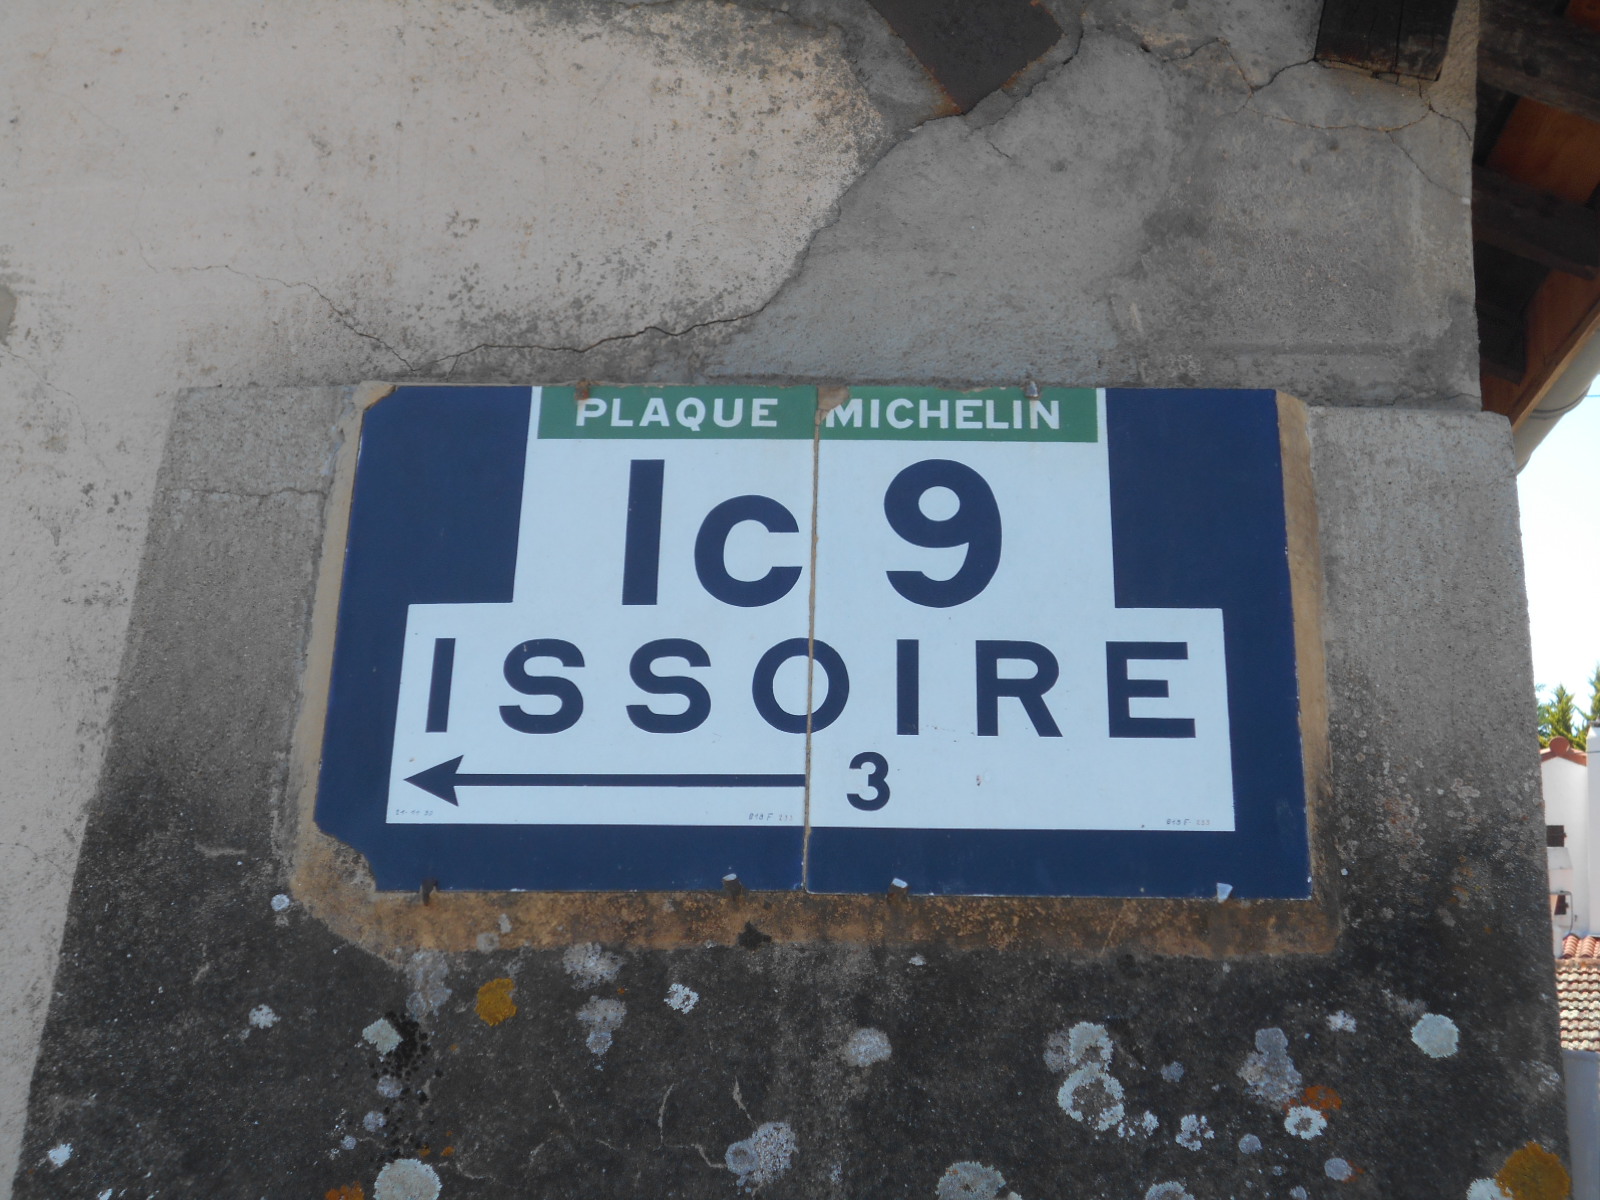 PLAQUE MICHELIN
Ic 9
ISSOIRE
3